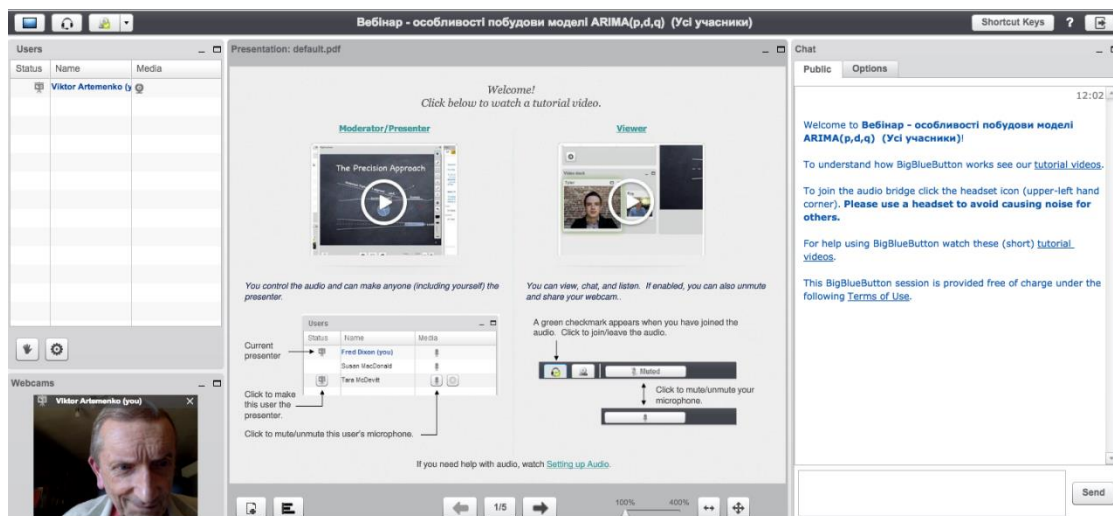 Вебінар - особливості побудови моделі ARIMA(p,d,q) (Усі учасники)
Shortcut Keys
?
Users
Status Name Media
Viktor Artemenko (y
Webcams
Viktor Artemenko (you) X
Presentation: default.pdf
Welcome!
Click below to watch a tutorial video.
Moderator/Presenter
The Precision Approach
You control the audio and can make anyone (including yourself) the
presenter.
Users
Status Name Media
Fred Dixon (you)
Susan MacDonald
Tara McDevitt
Current
presenter
Click to make
this user the
presenter.
Click to mute/unmute this user's microphone.
Viewer
You can view, chat, and listen. If enabled, you can also unmute
and share your webcam..
A green checkmark appears when you have joined the
audio. Click to join/leave the audio.
Muted
Click to mute/unmute your
microphone.
If you need help with audio, watch Setting up Audio.
1/5
100% 400%
Chat
Public Options
12:02
Welcome to Вебінар - особливості побудови моделі
ARIMA(p,d,q) (Усі учасники)!
To understand how BigBlueButton works see our tutorial videos.
To join the audio bridge click the headset icon (upper-left hand
corner). Please use a headset to avoid causing noise for
others.
For help using BigBlueButton watch these (short) tutorial
videos.
This BigBlueButton session is provided free of charge under the
following Terms of Use.
Send